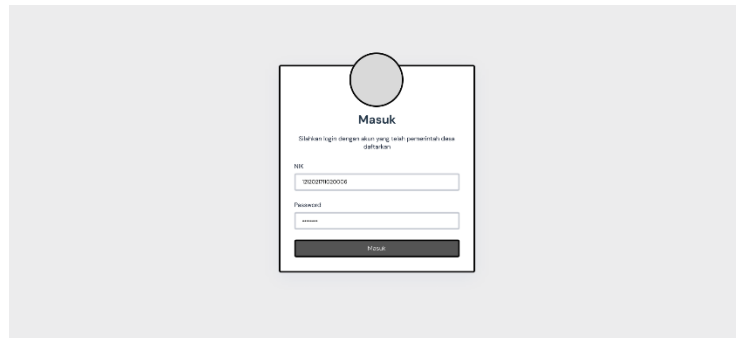 Masuk
Silahkan login dengan akun yang telah pemerintah desa
daftarkan
NIK
Password
•••••••
Masuk